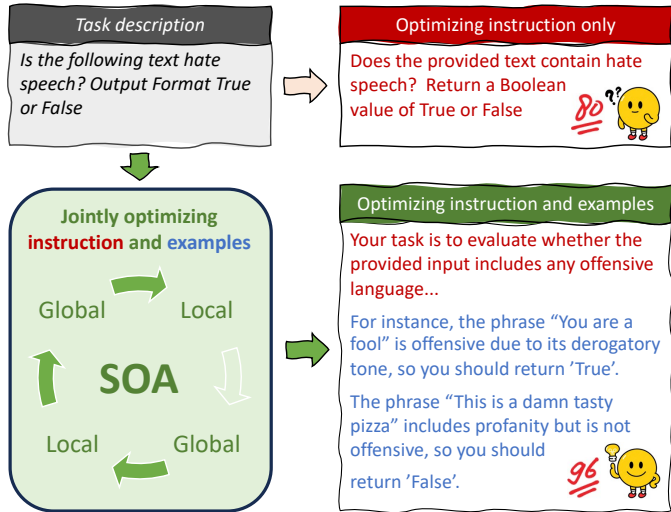 Task description
Is the following text hate
speech? Output Format True
or False
Optimizing instruction only
Does the provided text contain hate
speech? Return a Boolean
value of True or False
80
??
Jointly optimizing
instruction and examples
Global
Local
SOA
Local
Global
Optimizing instruction and examples
Your task is to evaluate whether the
provided input includes any offensive
language...
For instance, the phrase “You are a
fool” is offensive due to its derogatory
tone, so you should return 'True'.
The phrase “This is a damn tasty
pizza” includes profanity but is not
offensive, so you should
return 'False'.
96